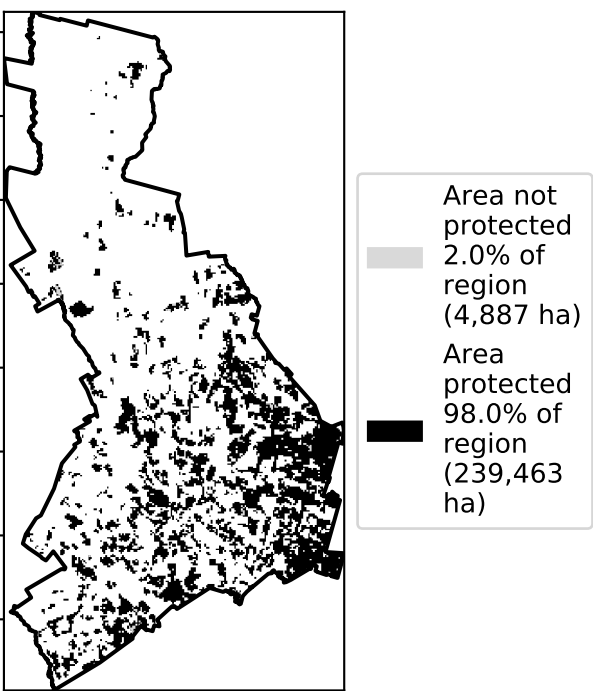 Area not
protected
2.0% of
region
(4,887 ha)
Area
protected
98.0% of
region
(239,463
ha)